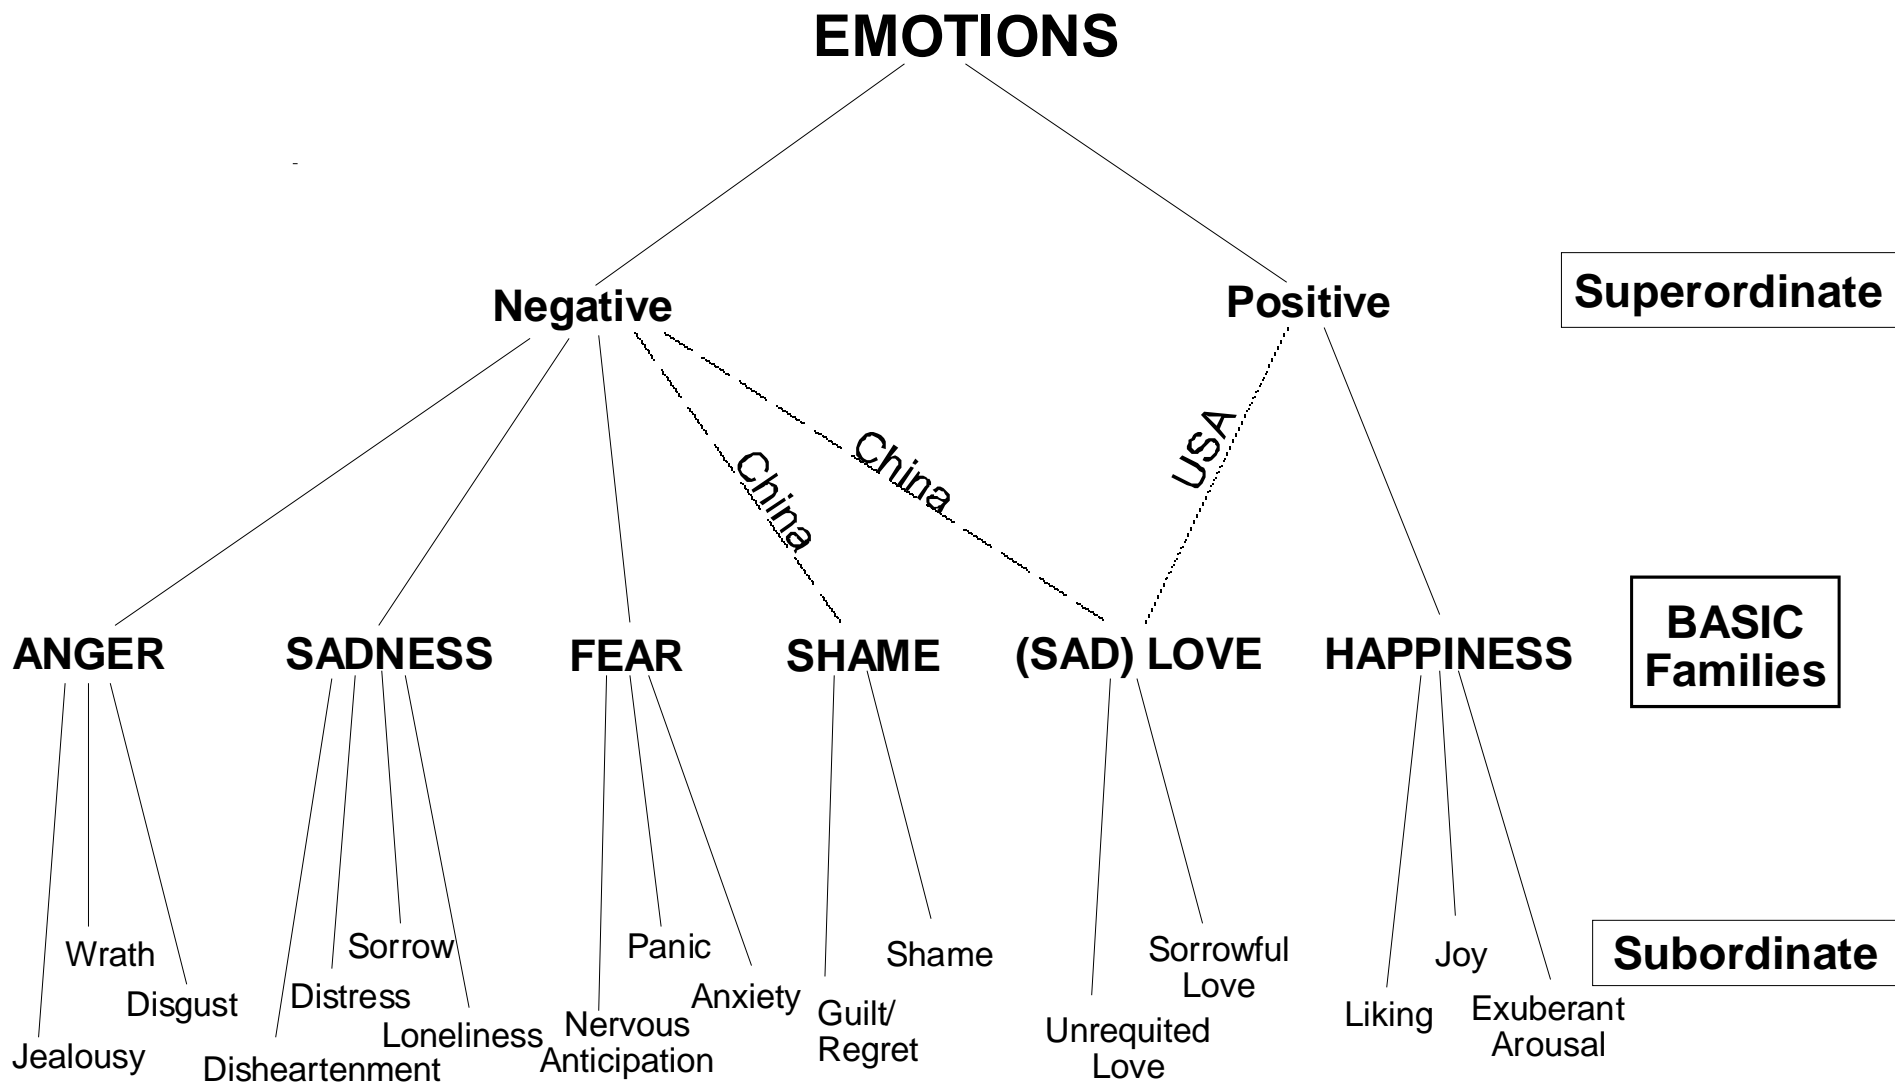 EMOTIONS
Negative
Positive
Superordinate
China
China
USA
ANGER
SADNESS
FEAR
SHAME
(SAD) LOVE
HAPPINESS
BASIC
Families
Jealousy
Wrath
Disgust
Disheartenment
Distress
Sorrow
Loneliness
Nervous
Anticipation
Panic
Anxiety
Guilt/
Regret
Shame
Unrequited
Love
Sorrowful
Love
Liking
Joy
Exuberant
Arousal
Subordinate